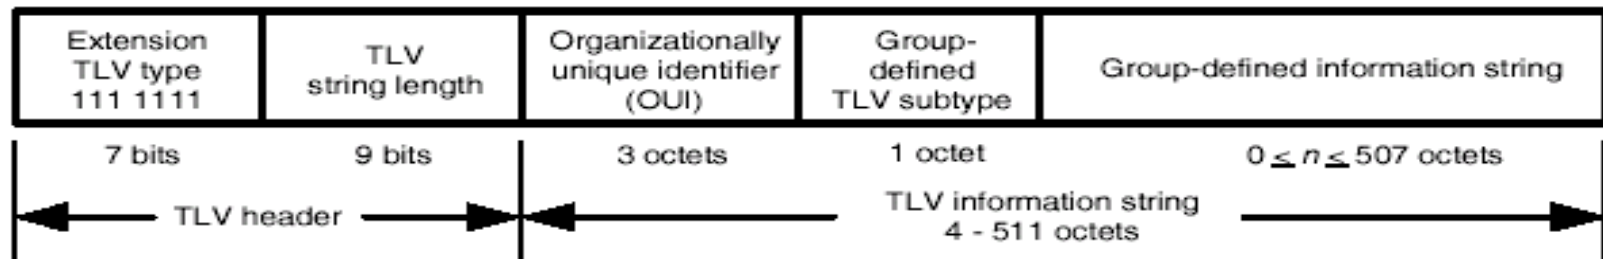 Extension
TLV type
111 1111
TLV
string length
Organizationally
unique identifier
(OUI)
Group-
defined
TLV subtype
Group-defined information string
7 bits
9 bits
3 octets
1 octet
0 ≤ n ≤ 507 octets
TLV header
TLV information string
4 - 511 octets